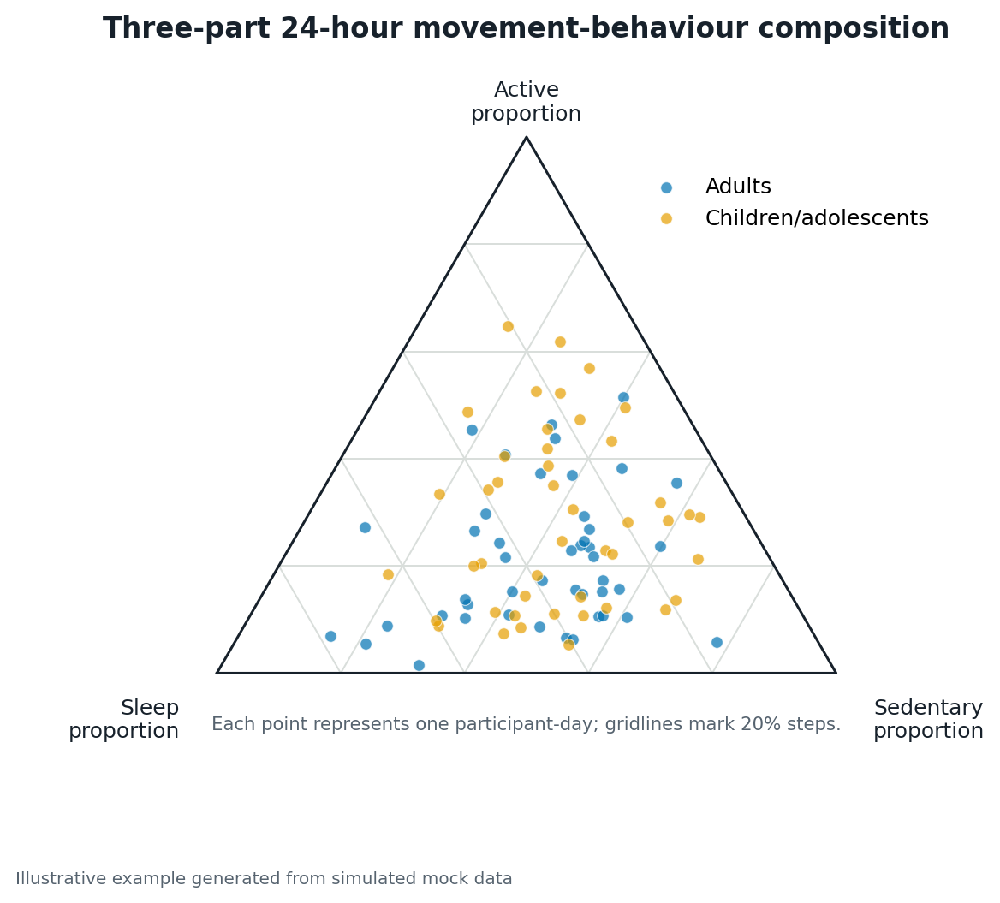 Three-part 24-hour movement-behaviour composition
Active
proportion
Adults
Children/adolescents
Sleep
proportion
Each point represents one participant-day; gridlines mark 20% steps.
Sedentary
proportion
Illustrative example generated from simulated mock data